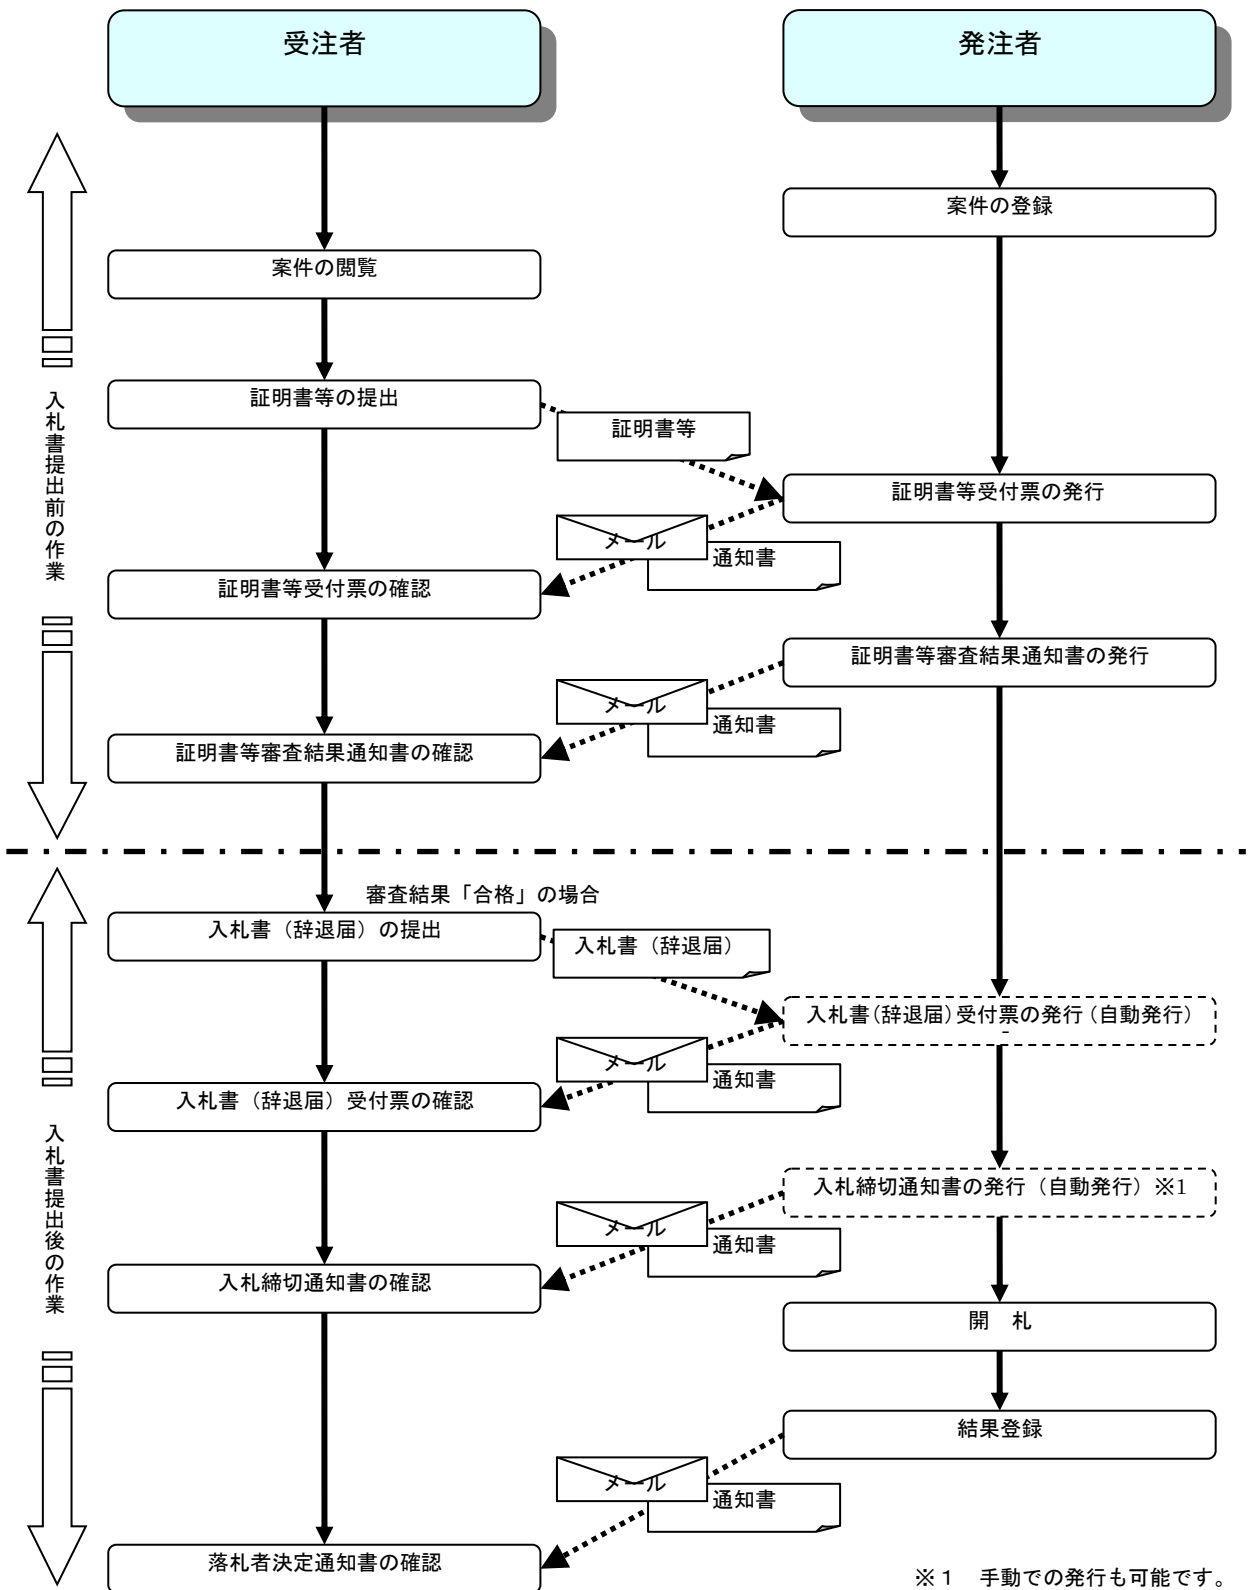 受注者
発注者
案件の登録
案件の閲覧
証明書等の提出
証明書等
証明書等受付票の発行
メール
通知書
証明書等受付票の確認
入札書提出前の作業
証明書等審査結果通知書の発行
メール
通知書
証明書等審査結果通知書の確認
審査結果「合格」の場合
入札書（辞退届）の提出
入札書（辞退届）
入札書（辞退届）受付票の発行（自動発行）
メール
通知書
入札書（辞退届）受付票の確認
入札書提出後の作業
入札締切通知書の発行（自動発行）※1
メール
通知書
入札締切通知書の確認
開　札
結果登録
メール
通知書
落札者決定通知書の確認
※１　手動での発行も可能です。